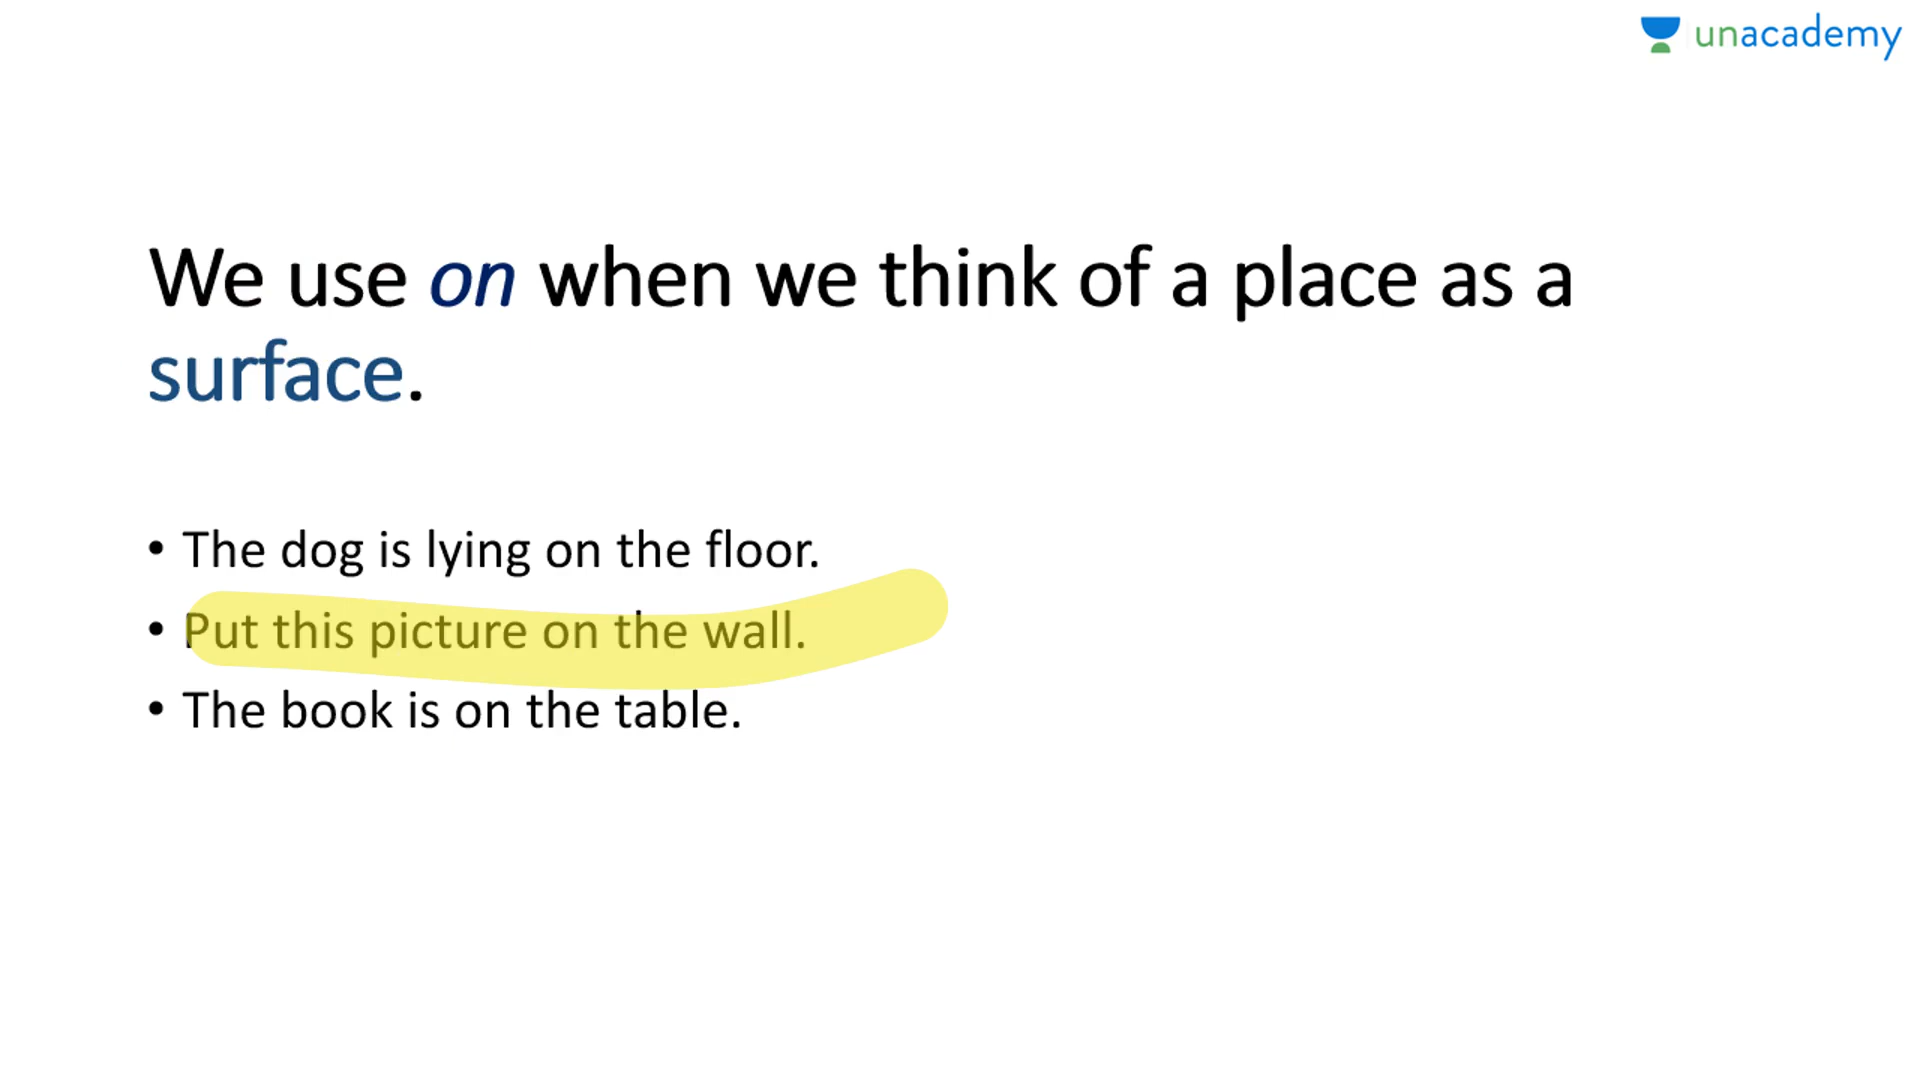 unacademy
We use on when we think of a place as a
surface.
• The dog is lying on the floor.
• Put this picture on the wall.
• The book is on the table.